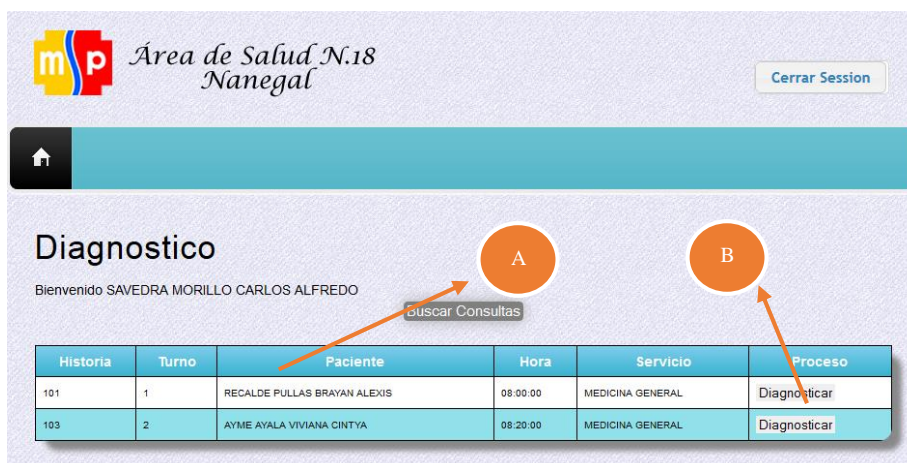 msp
Área de Salud N.18
Nanegal
Cerrar Session
Diagnostico
A
B
Bienvenido SAVEDRA MORILLO CARLOS ALFREDO
Buscar Consultas
Historia Turno Paciente Hora Servicio Proceso
101 1 RECALDE PULLAS BRAYAN ALEXIS 08:00:00 MEDICINA GENERAL Diagnosticar
103 2 AYME AYALA VIVIANA CINTYA 08:20:00 MEDICINA GENERAL Diagnosticar